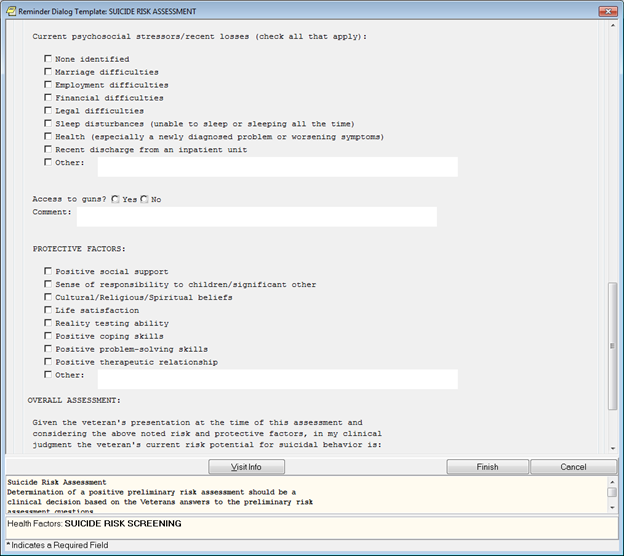 Reminder Dialog Template: SUICIDE RISK ASSESSMENT
Current psychosocial stressors/recent losses (check all that apply):
None identified
Marriage difficulties
Employment difficulties
Financial difficulties
Legal difficulties
Sleep disturbances (unable to sleep or sleeping all the time)
Health (especially a newly diagnosed problem or worsening symptoms)
Recent discharge from an inpatient unit
Other:
Access to guns? Yes No
Comment:
PROTECTIVE FACTORS:
Positive social support
Sense of responsibility to children/significant other
Cultural/Religious/Spiritual beliefs
Life satisfaction
Reality testing ability
Positive coping skills
Positive problem-solving skills
Positive therapeutic relationship
Other:
OVERALL ASSESSMENT:
Given the veteran's presentation at the time of this assessment and
considering the above noted risk and protective factors, in my clinical
judgment the veteran's current risk potential for suicidal behavior is:
Visit Info Finish Cancel
Suicide Risk Assessment
Determination of a positive preliminary risk assessment should be a
clinical decision based on the Veterans answers to the preliminary risk
assessment questions
Health Factors: SUICIDE RISK SCREENING
* Indicates a Required Field